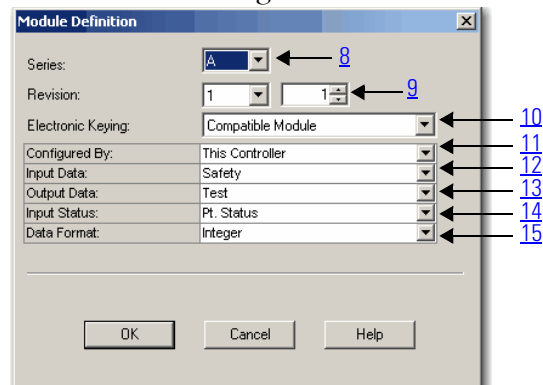 Module Definition
Series: A 8
Revision: 1 1 9
Electronic Keying: Compatible Module 10
Configured By: This Controller 11
Input Data: Safety 12
Output Data: Test 13
Input Status: Pt. Status 14
Data Format: Integer 15
OK Cancel Help